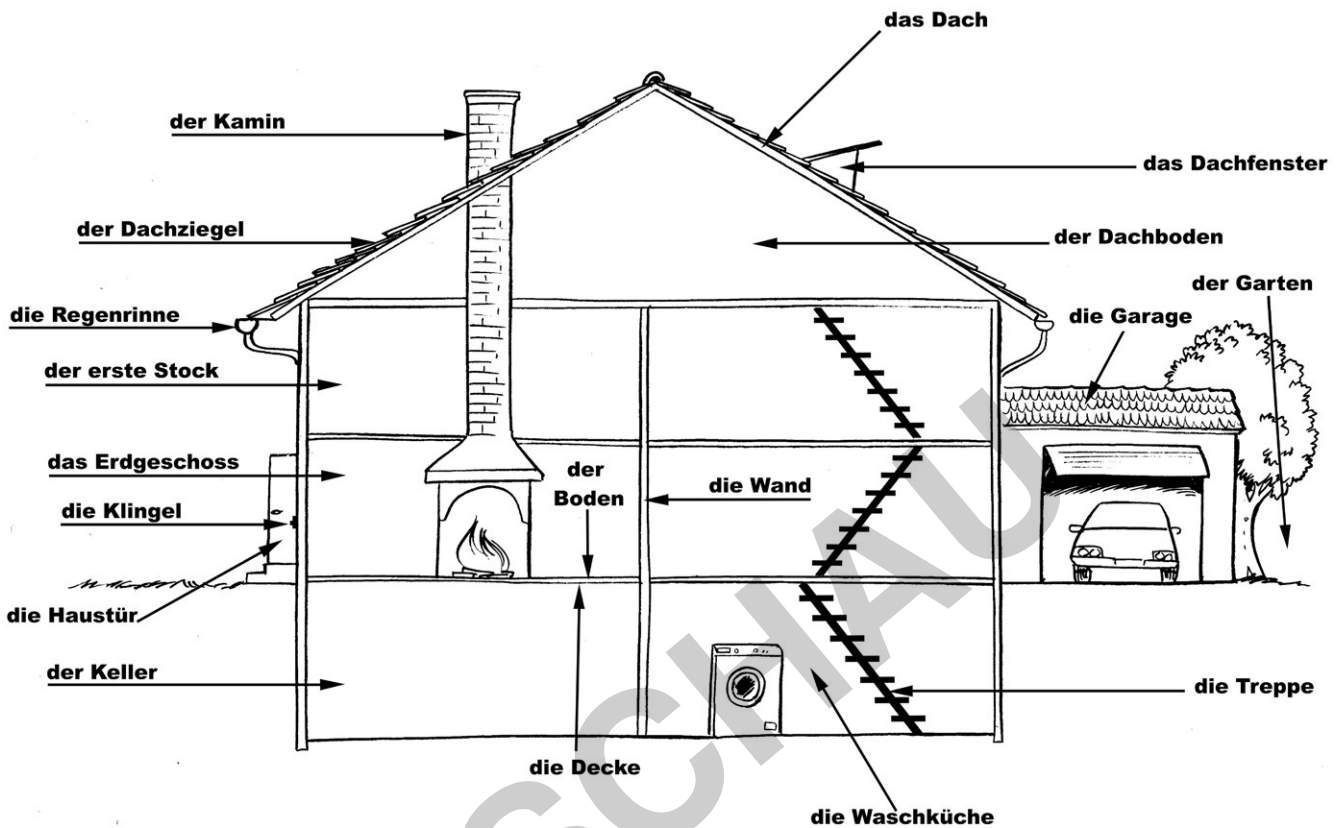 das Dach
der Kamin
das Dachfenster
der Dachziegel
der Dachboden
der Garten
die Regenrinne
die Garage
der erste Stock
das Erdgeschoss
der
Boden
die Wand
die Klingel
die Haustür
der Keller
die Treppe
die Decke
die Waschküche
SCHAU